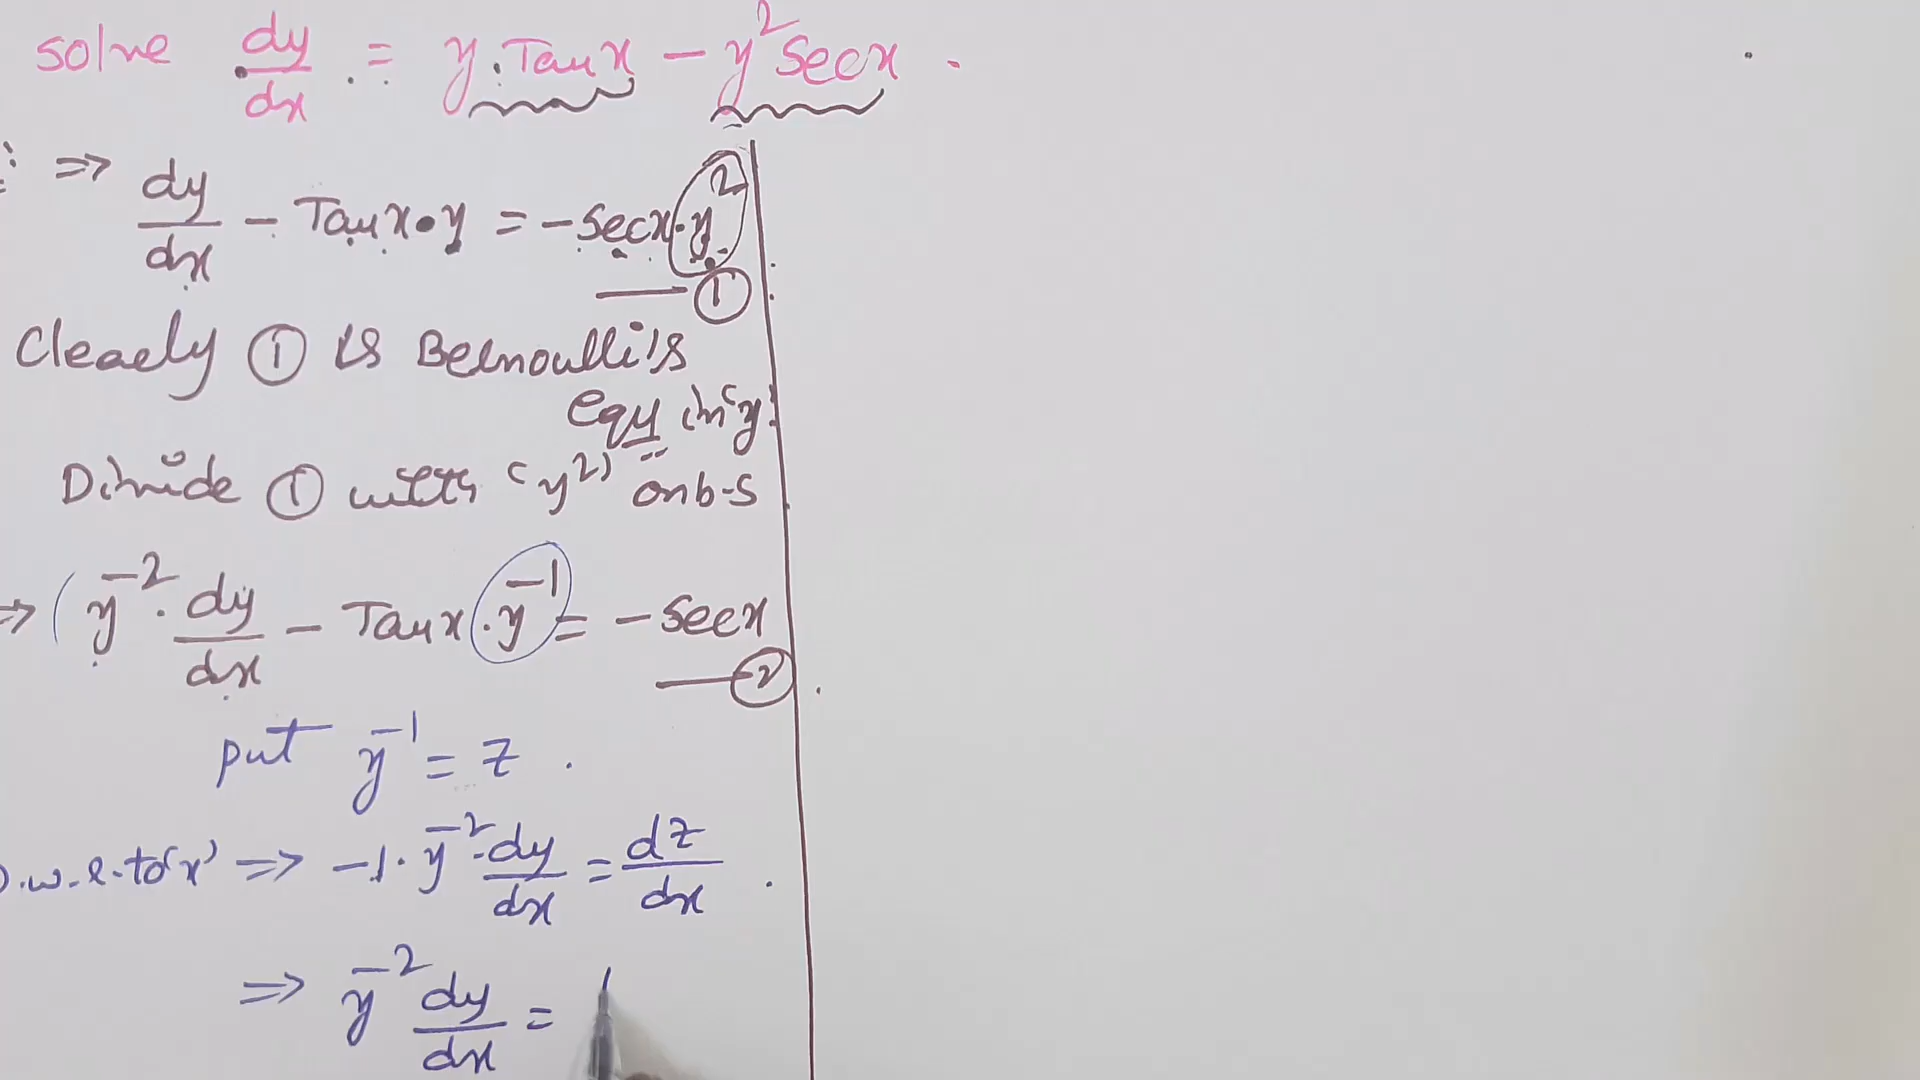 solve dy/dx = y.Tanx - y²secx.
⇒ dy/dx - Tanx·y = -secx·y²
— ①
Clearly ① is Bernoulli's
equ in 'y'
Divide ① with 'y²' on b.s
⇒ y⁻²·dy/dx - Tanx·y⁻¹ = -secx
— ②
put y⁻¹ = z.
.w.r.to 'x' ⇒ -1·y⁻²·dy/dx = dz/dx
⇒ y⁻² dy/dx =